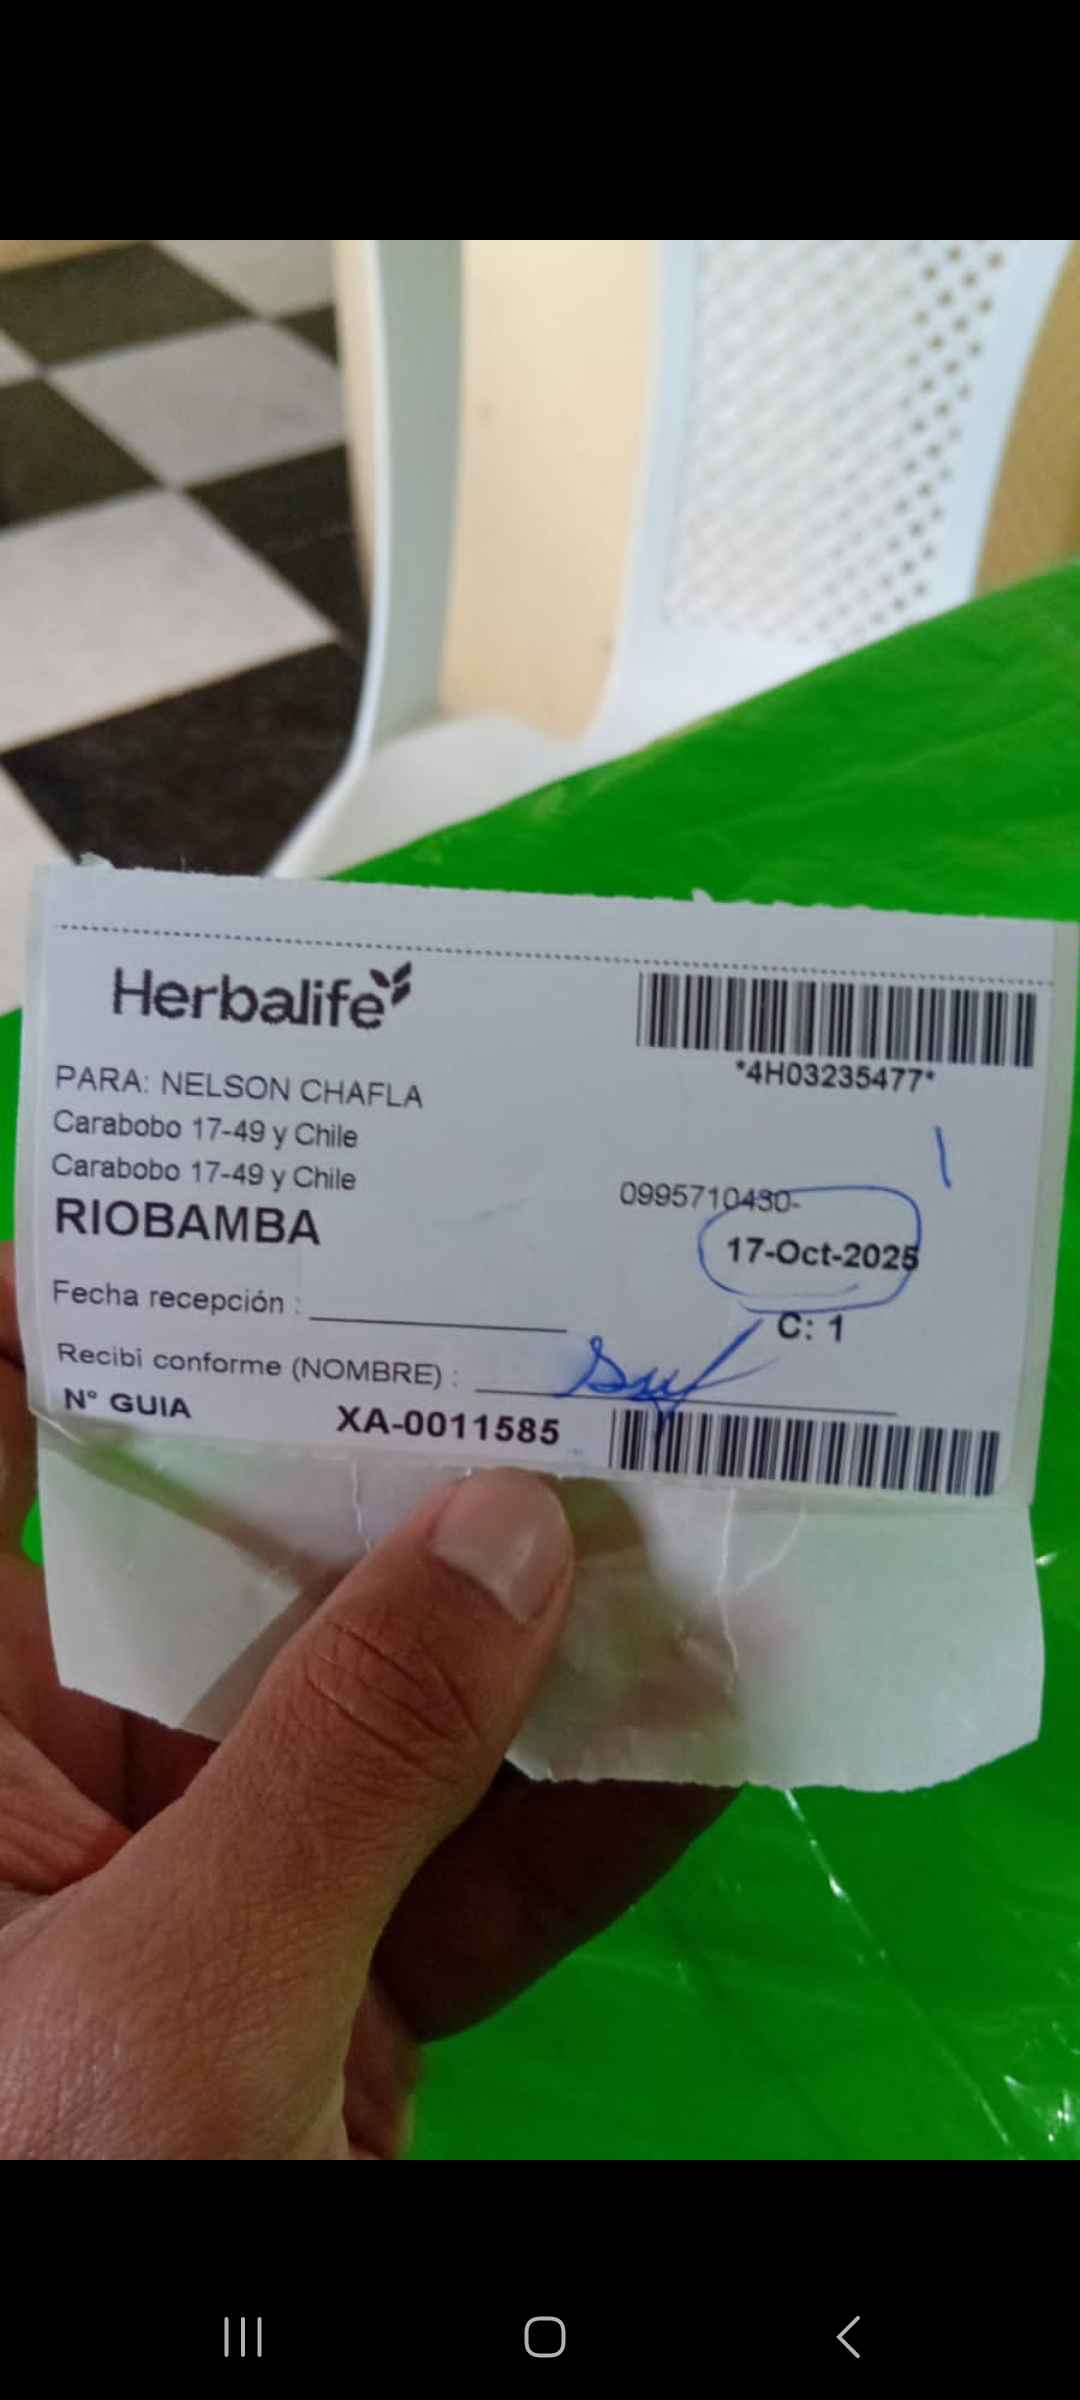 Herbalife
*4H03235477*
PARA: NELSON CHAFLA
Carabobo 17-49 y Chile
Carabobo 17-49 y Chile
0995710430-
RIOBAMBA
17-Oct-2025
Fecha recepción :
C: 1
Recibi conforme (NOMBRE) :
N° GUIA XA-0011585